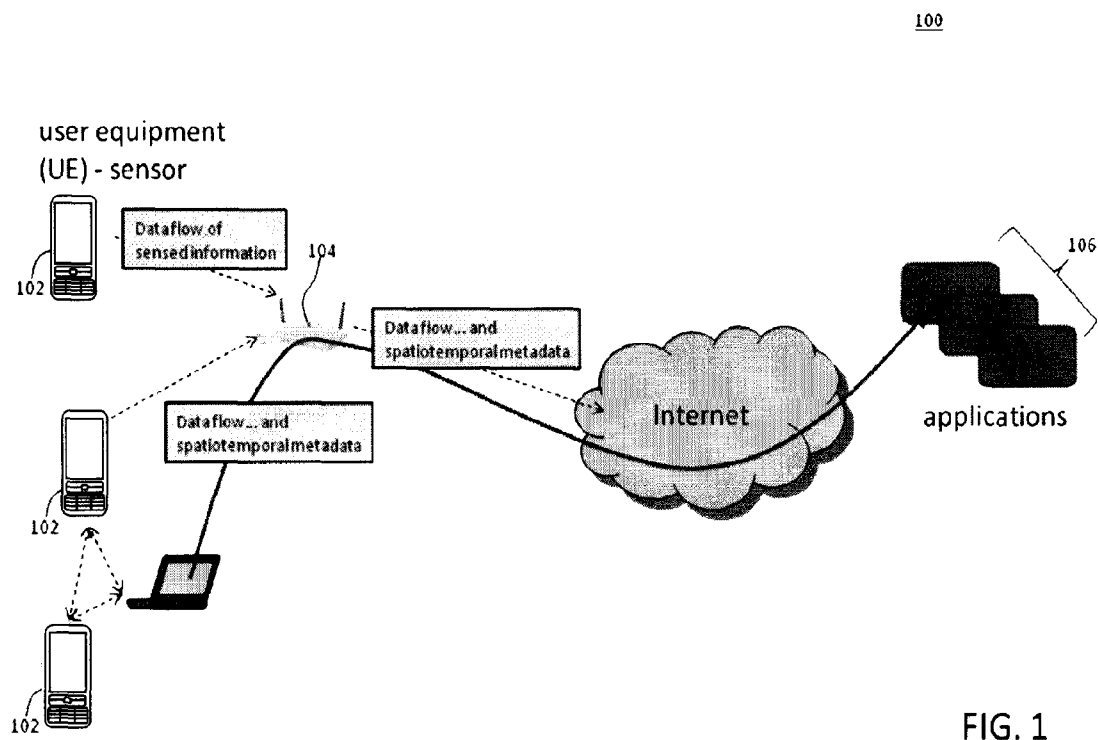 100
user equipment
(UE) - sensor
Dataflow of
sensed information
104
102
106
Dataflow... and
spatiotemporal metadata
Internet
applications
Dataflow... and
spatiotemporal metadata
102
102
FIG. 1